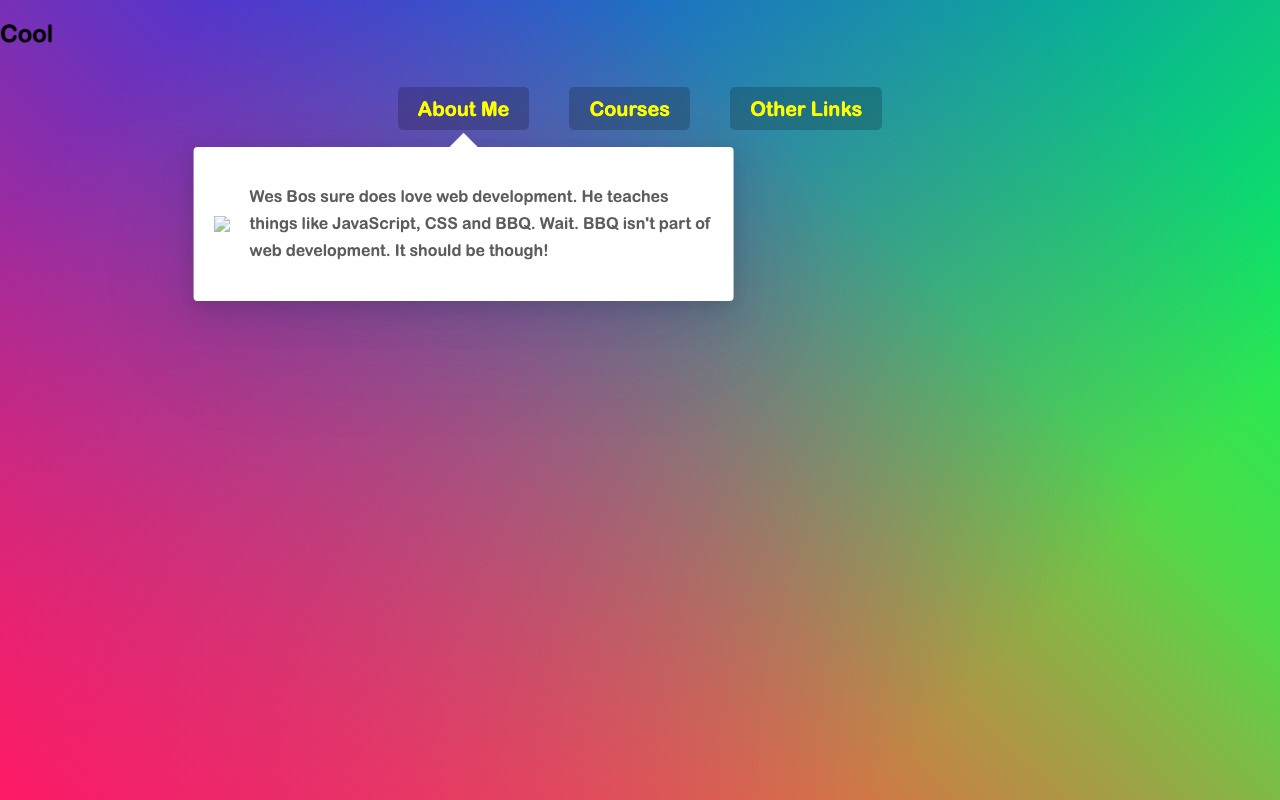 Cool
About Me
Courses
Other Links
Wes Bos sure does love web development. He teaches
things like JavaScript, CSS and BBQ. Wait. BBQ isn't part of
web development. It should be though!